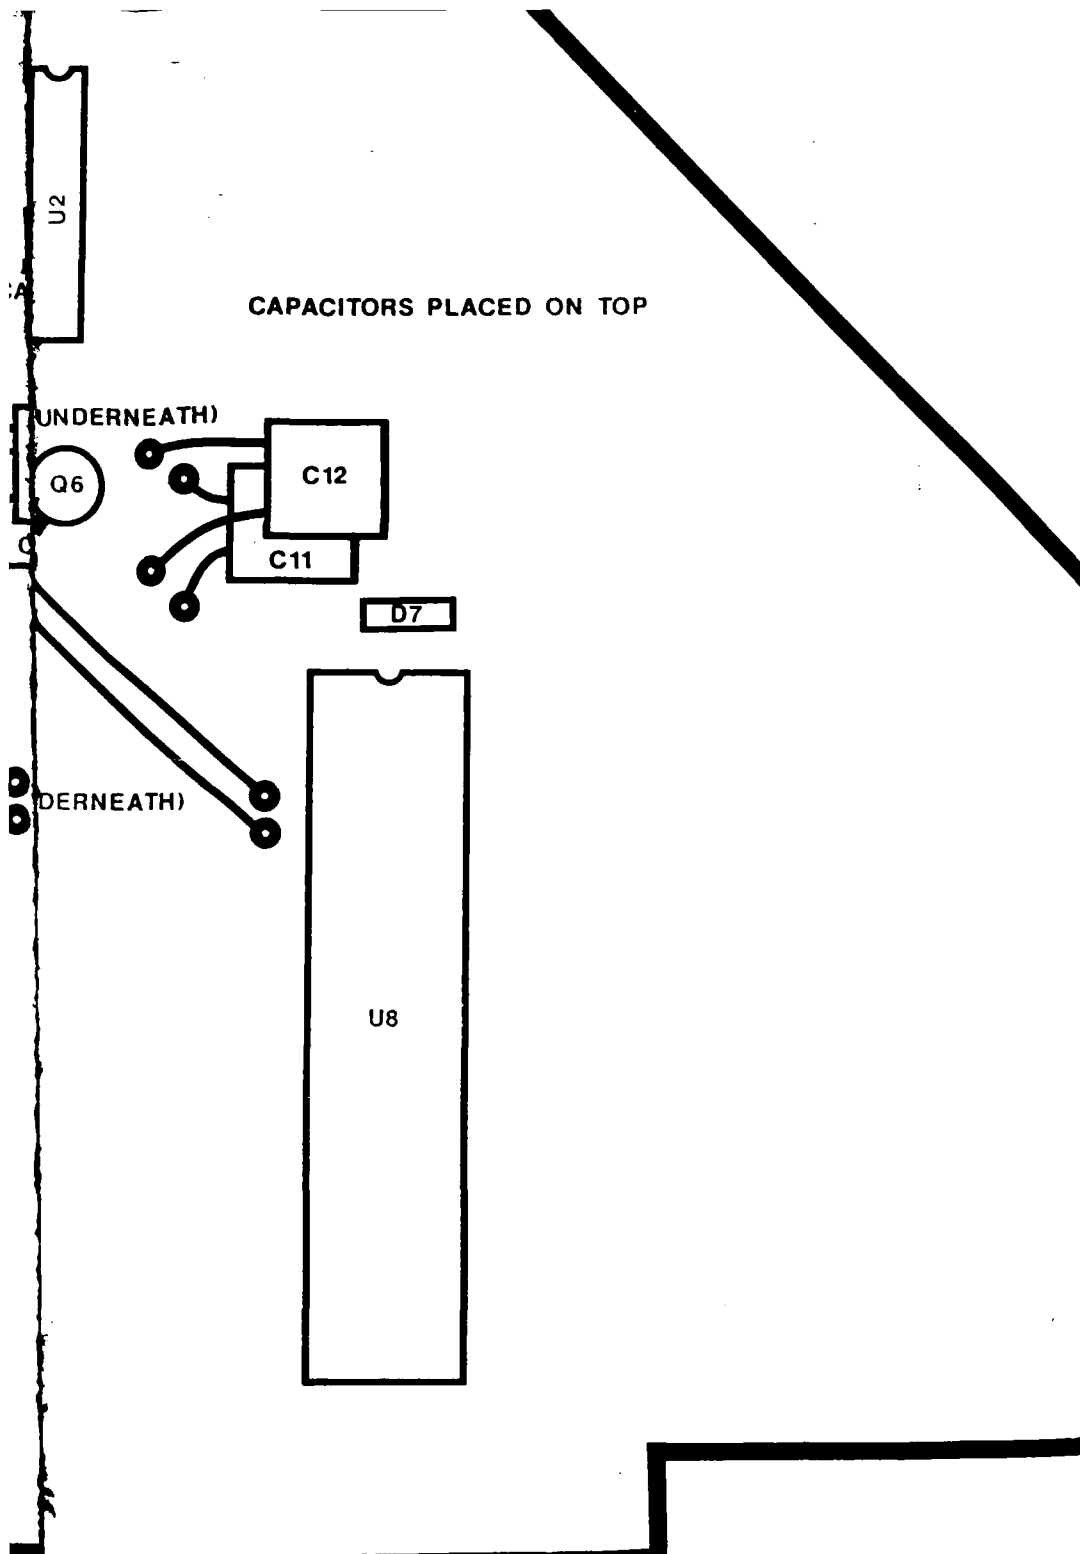 U2
CAPACITORS PLACED ON TOP
UNDERNEATH)
C12
Q6
C11
D7
DERNEATH)
U8